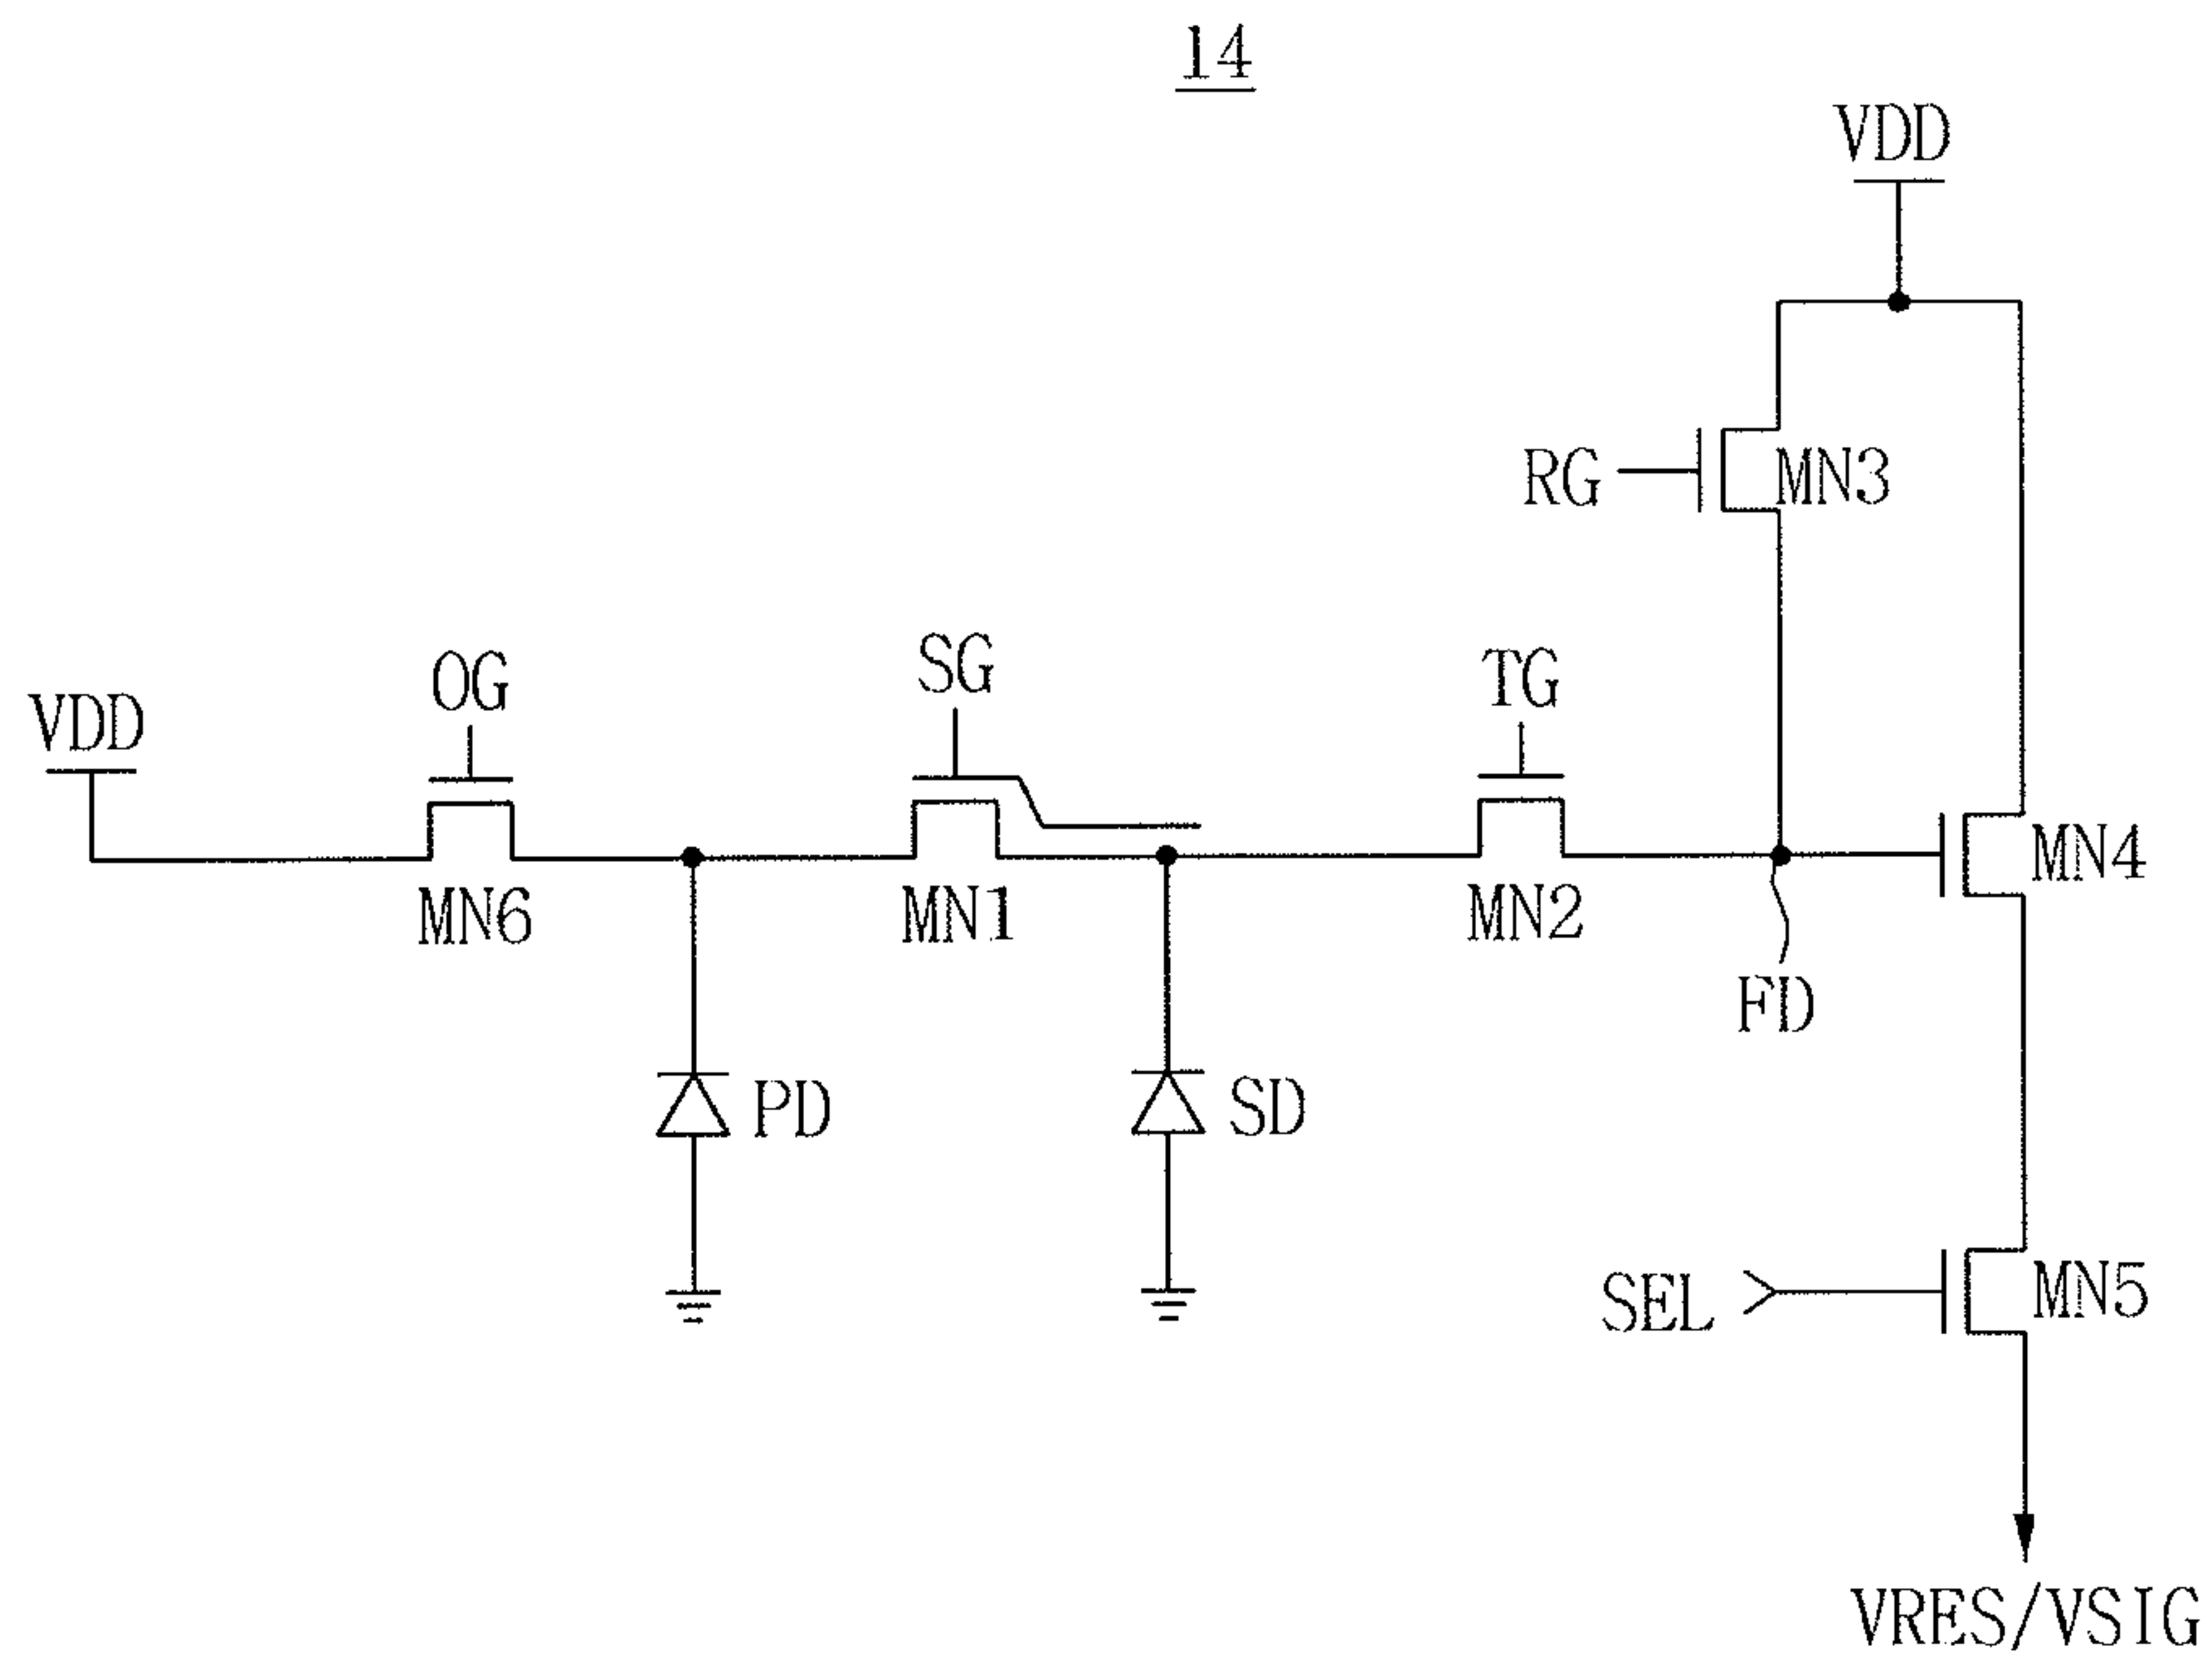 14
VDD
RG
MN3
SG
OG
TG
VDD
MN4
MN6
MN1
MN2
FD
PD
SD
SEL
MN5
VRES/VSIG